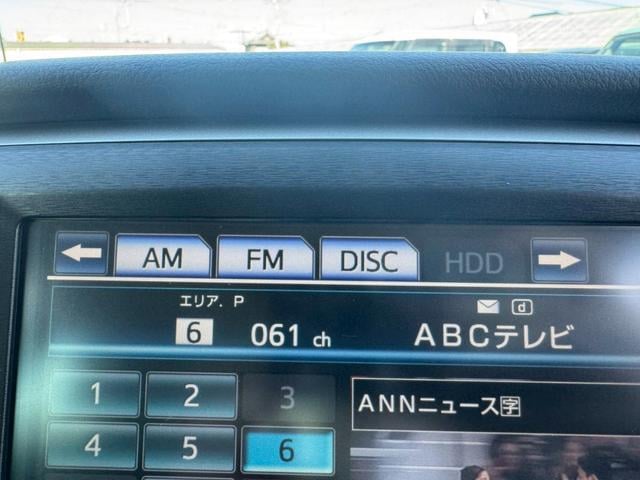 AM FM DISC HDD
エリア. P
6 061 ch ABCテレビ
d
1 2 3
ANNニュース字
4 5 6